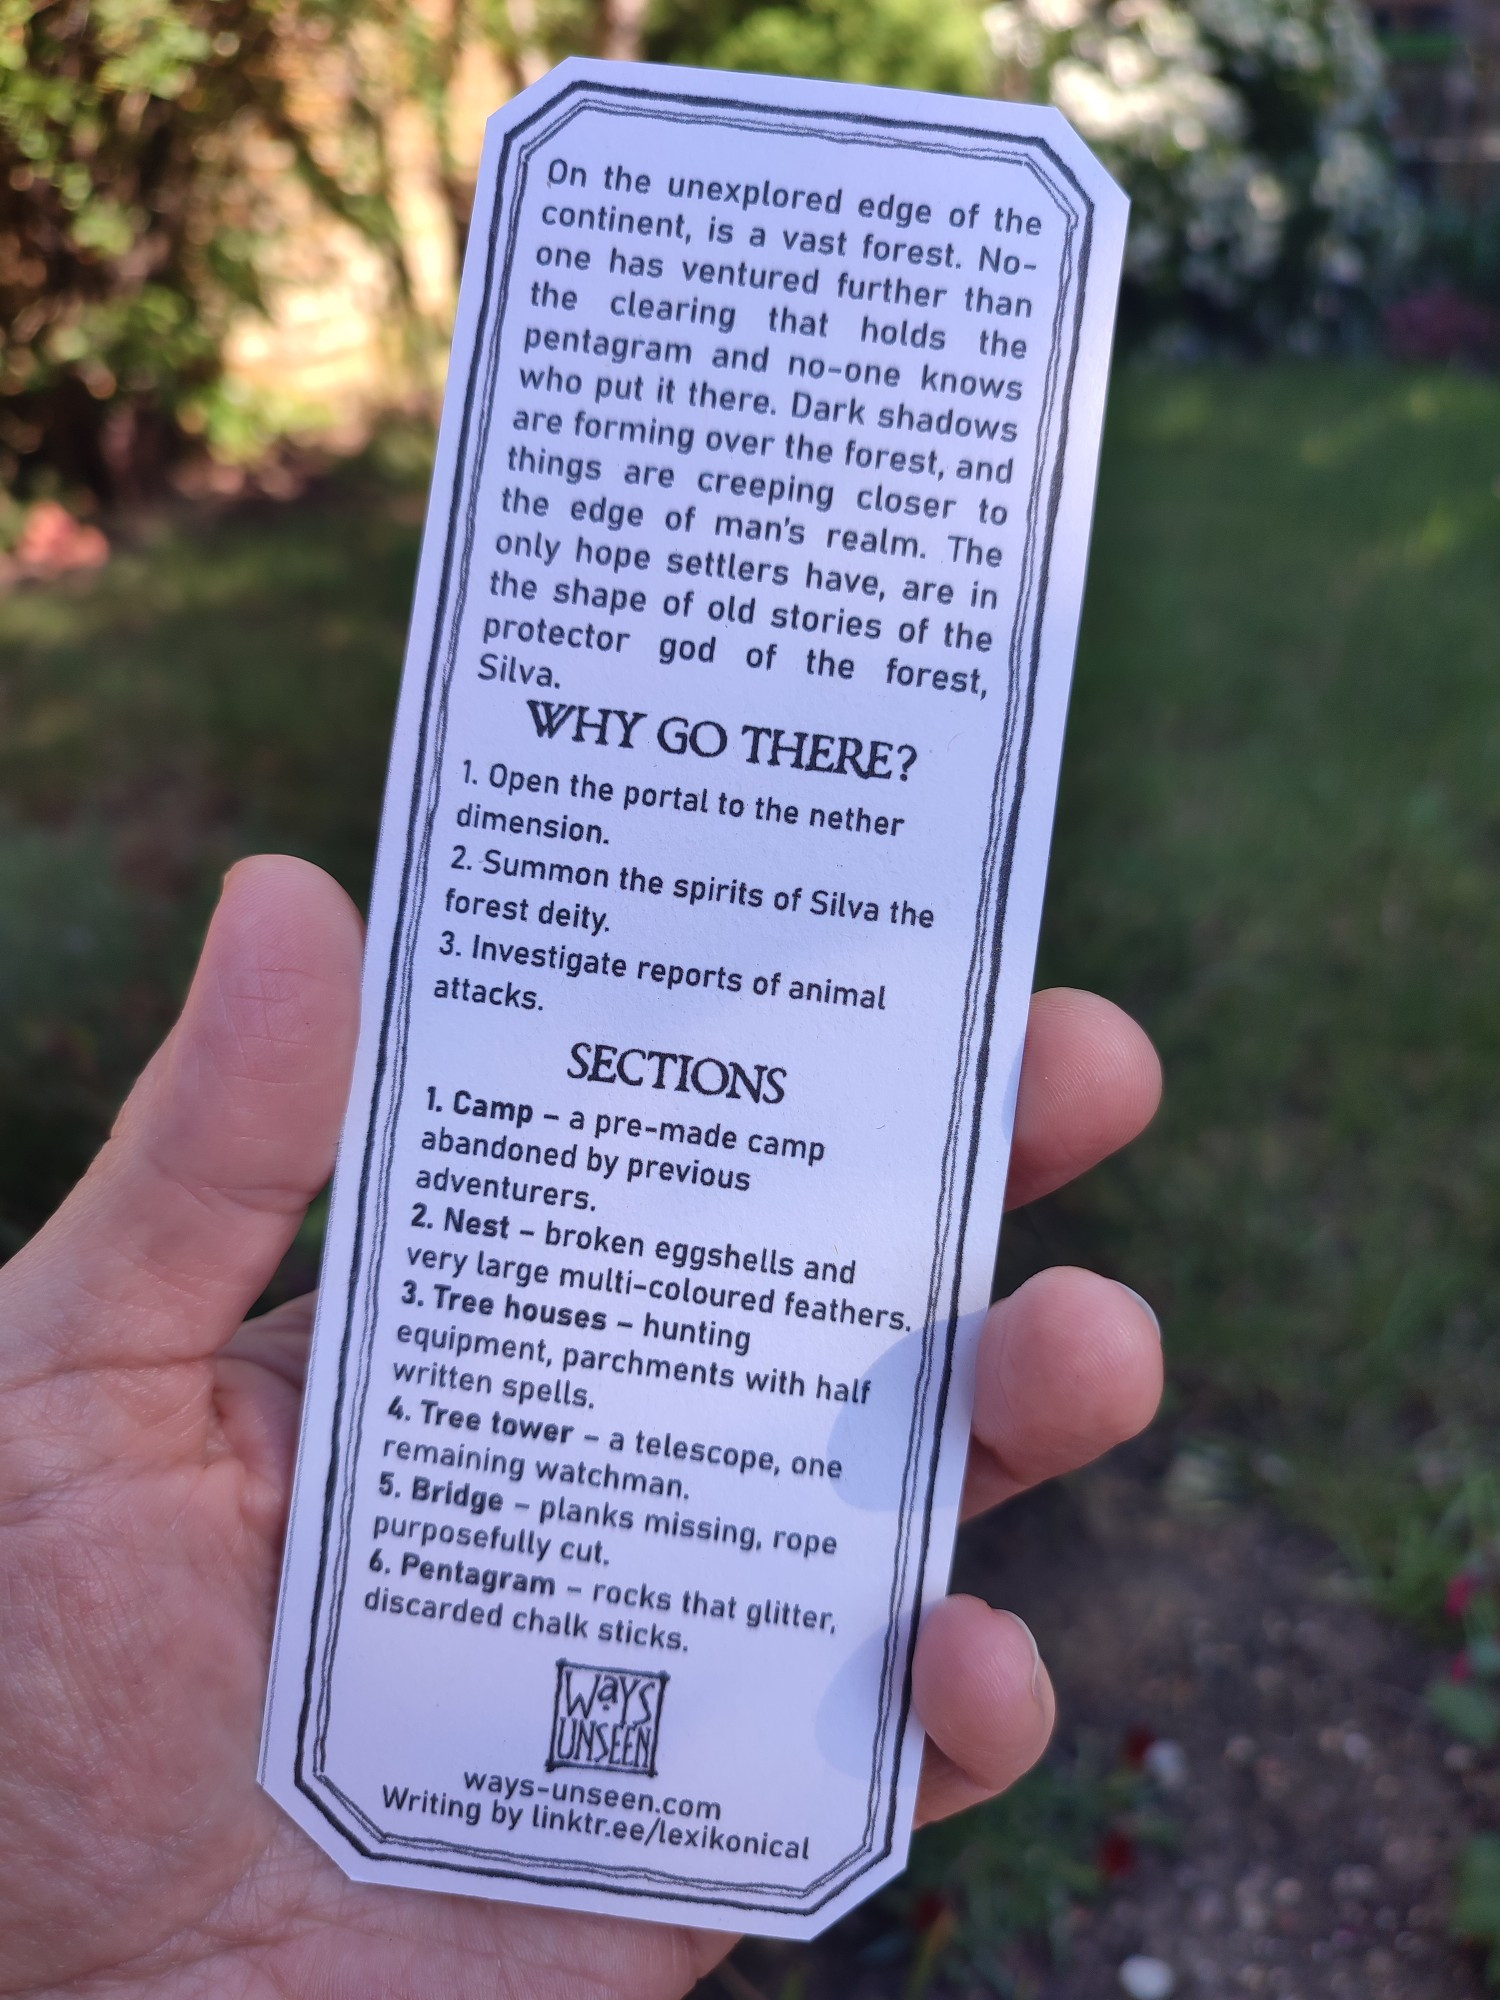 On the unexplored edge of the
continent, is a vast forest. No-
one has ventured further than
the clearing that holds the
pentagram and no-one knows
who put it there. Dark shadows
are forming over the forest, and
things are creeping closer to
the edge of man's realm. The
only hope settlers have, are in
the shape of old stories of the
protector god of the forest,
Silva.
WHY GO THERE?
1. Open the portal to the nether
dimension.
2. Summon the spirits of Silva the
forest deity.
3. Investigate reports of animal
attacks.
SECTIONS
1. Camp – a pre-made camp
abandoned by previous
adventurers.
2. Nest – broken eggshells and
very large multi-coloured feathers.
3. Tree houses – hunting
equipment, parchments with half
written spells.
4. Tree tower – a telescope, one
remaining watchman.
5. Bridge – planks missing, rope
purposefully cut.
6. Pentagram – rocks that glitter,
discarded chalk sticks.
WaYS
UNSEEN
ways-unseen.com
Writing by linktr.ee/lexikonical